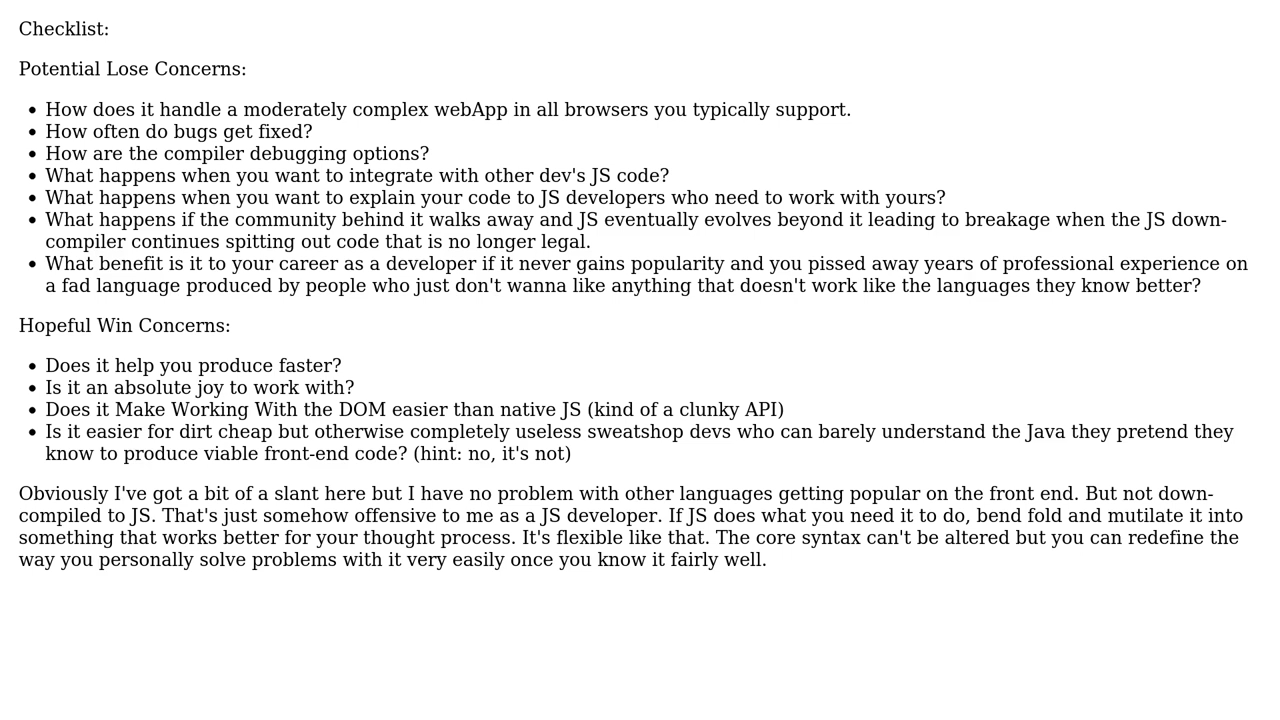 Checklist:
Potential Lose Concerns:
• How does it handle a moderately complex webApp in all browsers you typically support.
• How often do bugs get fixed?
• How are the compiler debugging options?
• What happens when you want to integrate with other dev's JS code?
• What happens when you want to explain your code to JS developers who need to work with yours?
• What happens if the community behind it walks away and JS eventually evolves beyond it leading to breakage when the JS down-
compiler continues spitting out code that is no longer legal.
• What benefit is it to your career as a developer if it never gains popularity and you pissed away years of professional experience on
a fad language produced by people who just don't wanna like anything that doesn't work like the languages they know better?
Hopeful Win Concerns:
• Does it help you produce faster?
• Is it an absolute joy to work with?
• Does it Make Working With the DOM easier than native JS (kind of a clunky API)
• Is it easier for dirt cheap but otherwise completely useless sweatshop devs who can barely understand the Java they pretend they
know to produce viable front-end code? (hint: no, it's not)
Obviously I've got a bit of a slant here but I have no problem with other languages getting popular on the front end. But not down-
compiled to JS. That's just somehow offensive to me as a JS developer. If JS does what you need it to do, bend fold and mutilate it into
something that works better for your thought process. It's flexible like that. The core syntax can't be altered but you can redefine the
way you personally solve problems with it very easily once you know it fairly well.